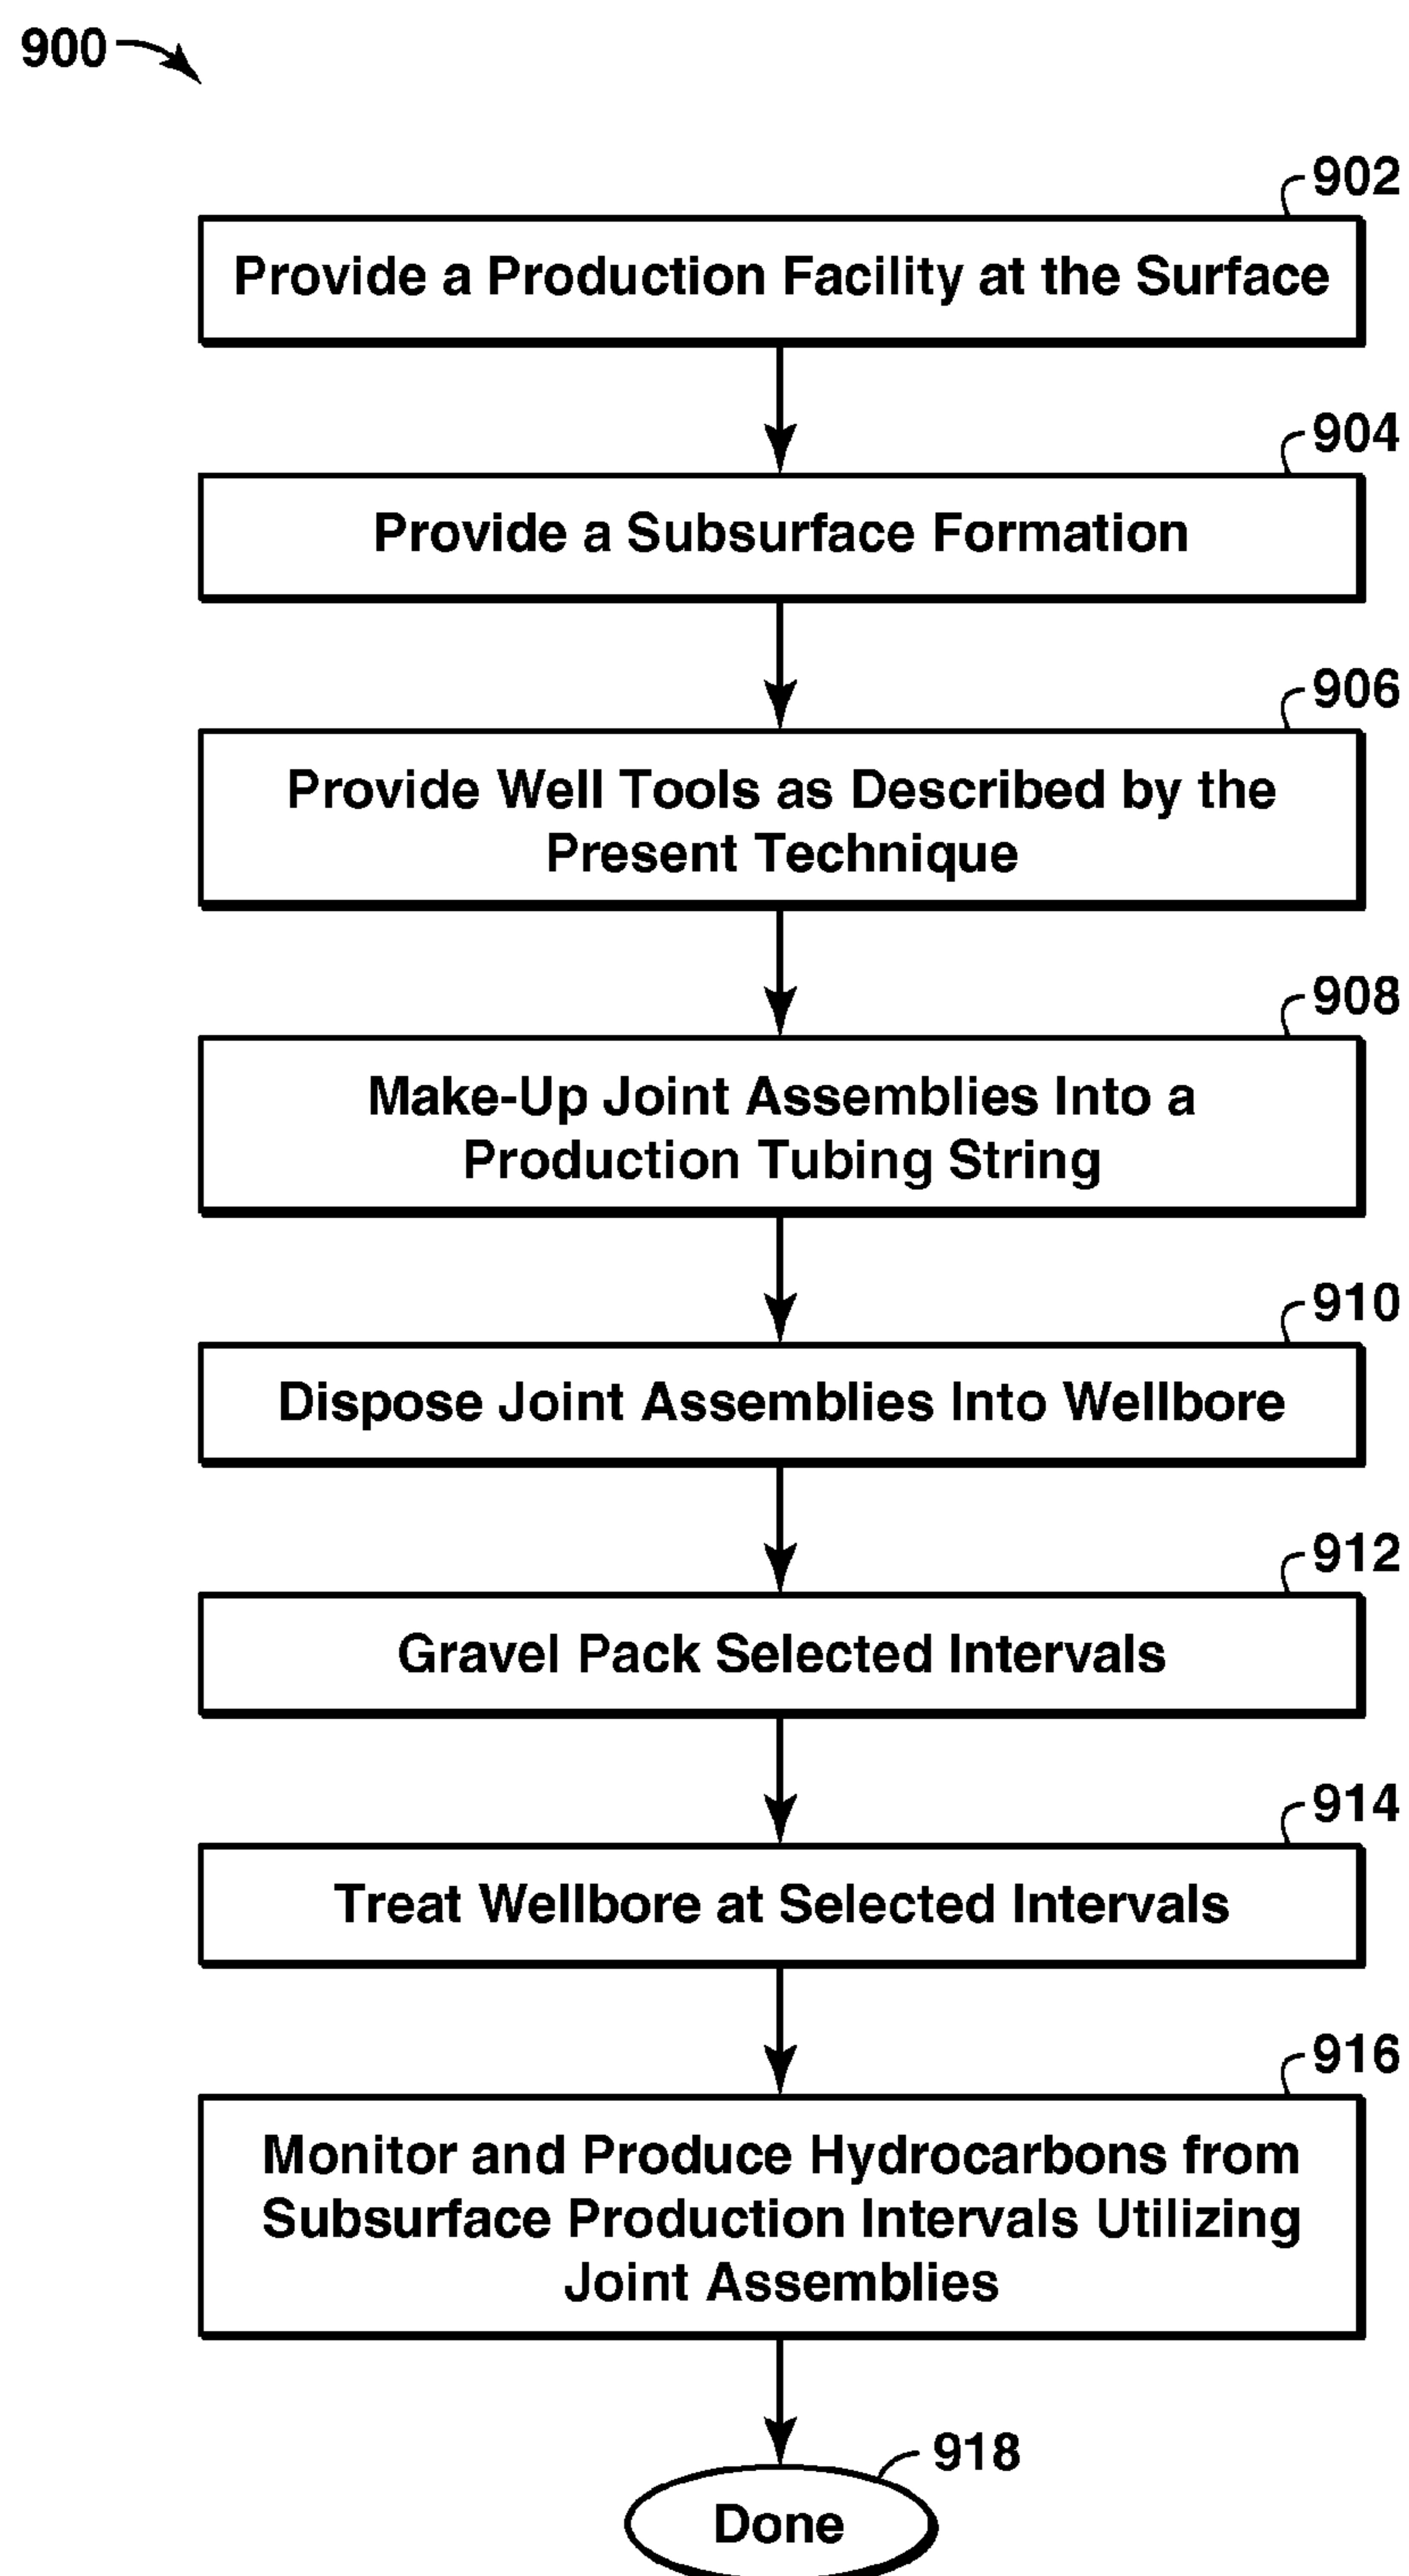 900
902
Provide a Production Facility at the Surface
904
Provide a Subsurface Formation
906
Provide Well Tools as Described by the
Present Technique
908
Make-Up Joint Assemblies Into a
Production Tubing String
910
Dispose Joint Assemblies Into Wellbore
912
Gravel Pack Selected Intervals
914
Treat Wellbore at Selected Intervals
916
Monitor and Produce Hydrocarbons from
Subsurface Production Intervals Utilizing
Joint Assemblies
918
Done